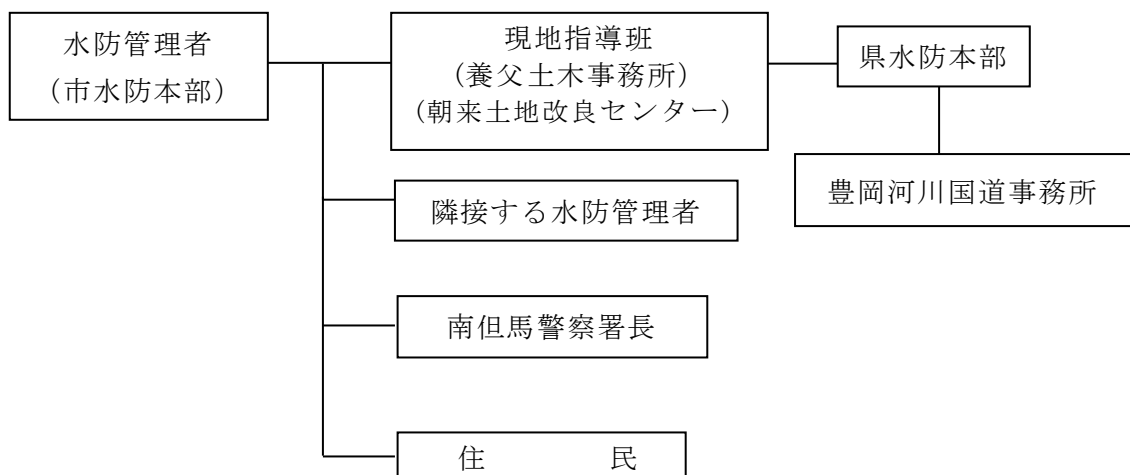 水防管理者
（市水防本部）
現地指導班
（養父土木事務所）
（朝来土地改良センター）
県水防本部
豊岡河川国道事務所
隣接する水防管理者
南但馬警察署長
住　　　　民